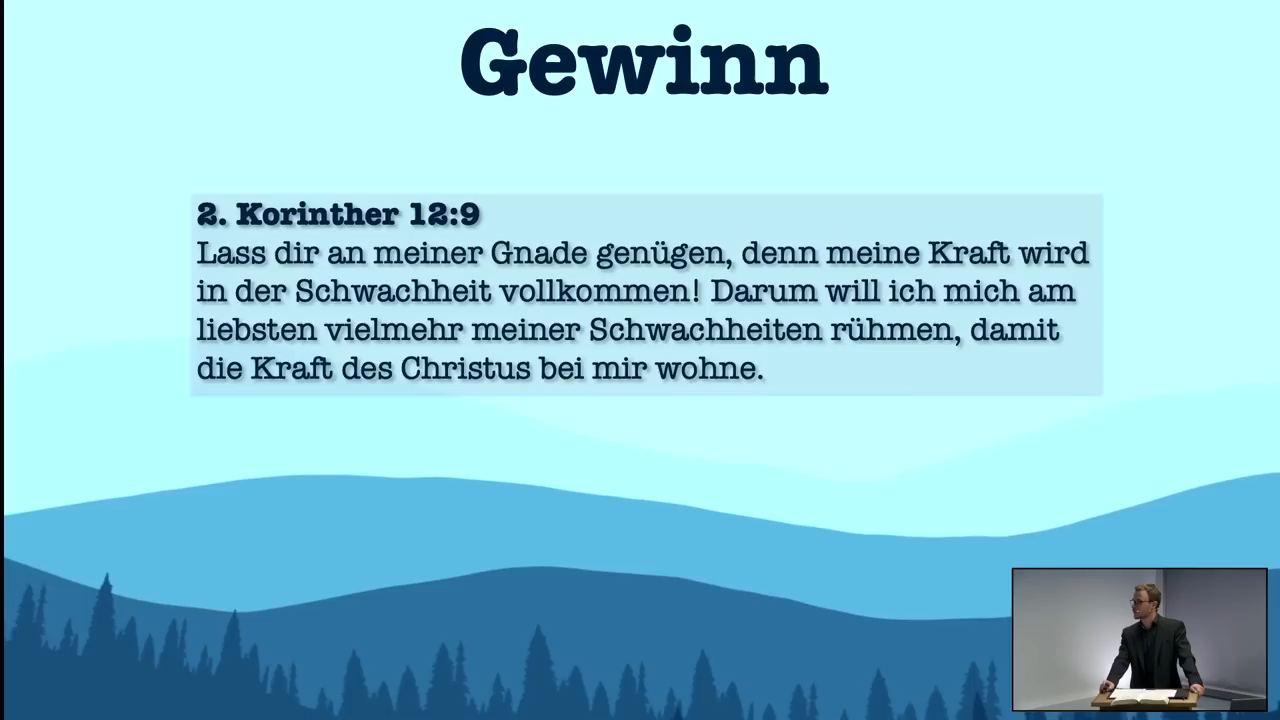 Gewinn
2. Korinther 12:9
Lass dir an meiner Gnade genügen, denn meine Kraft wird
in der Schwachheit vollkommen! Darum will ich mich am
liebsten vielmehr meiner Schwachheiten rühmen, damit
die Kraft des Christus bei mir wohne.